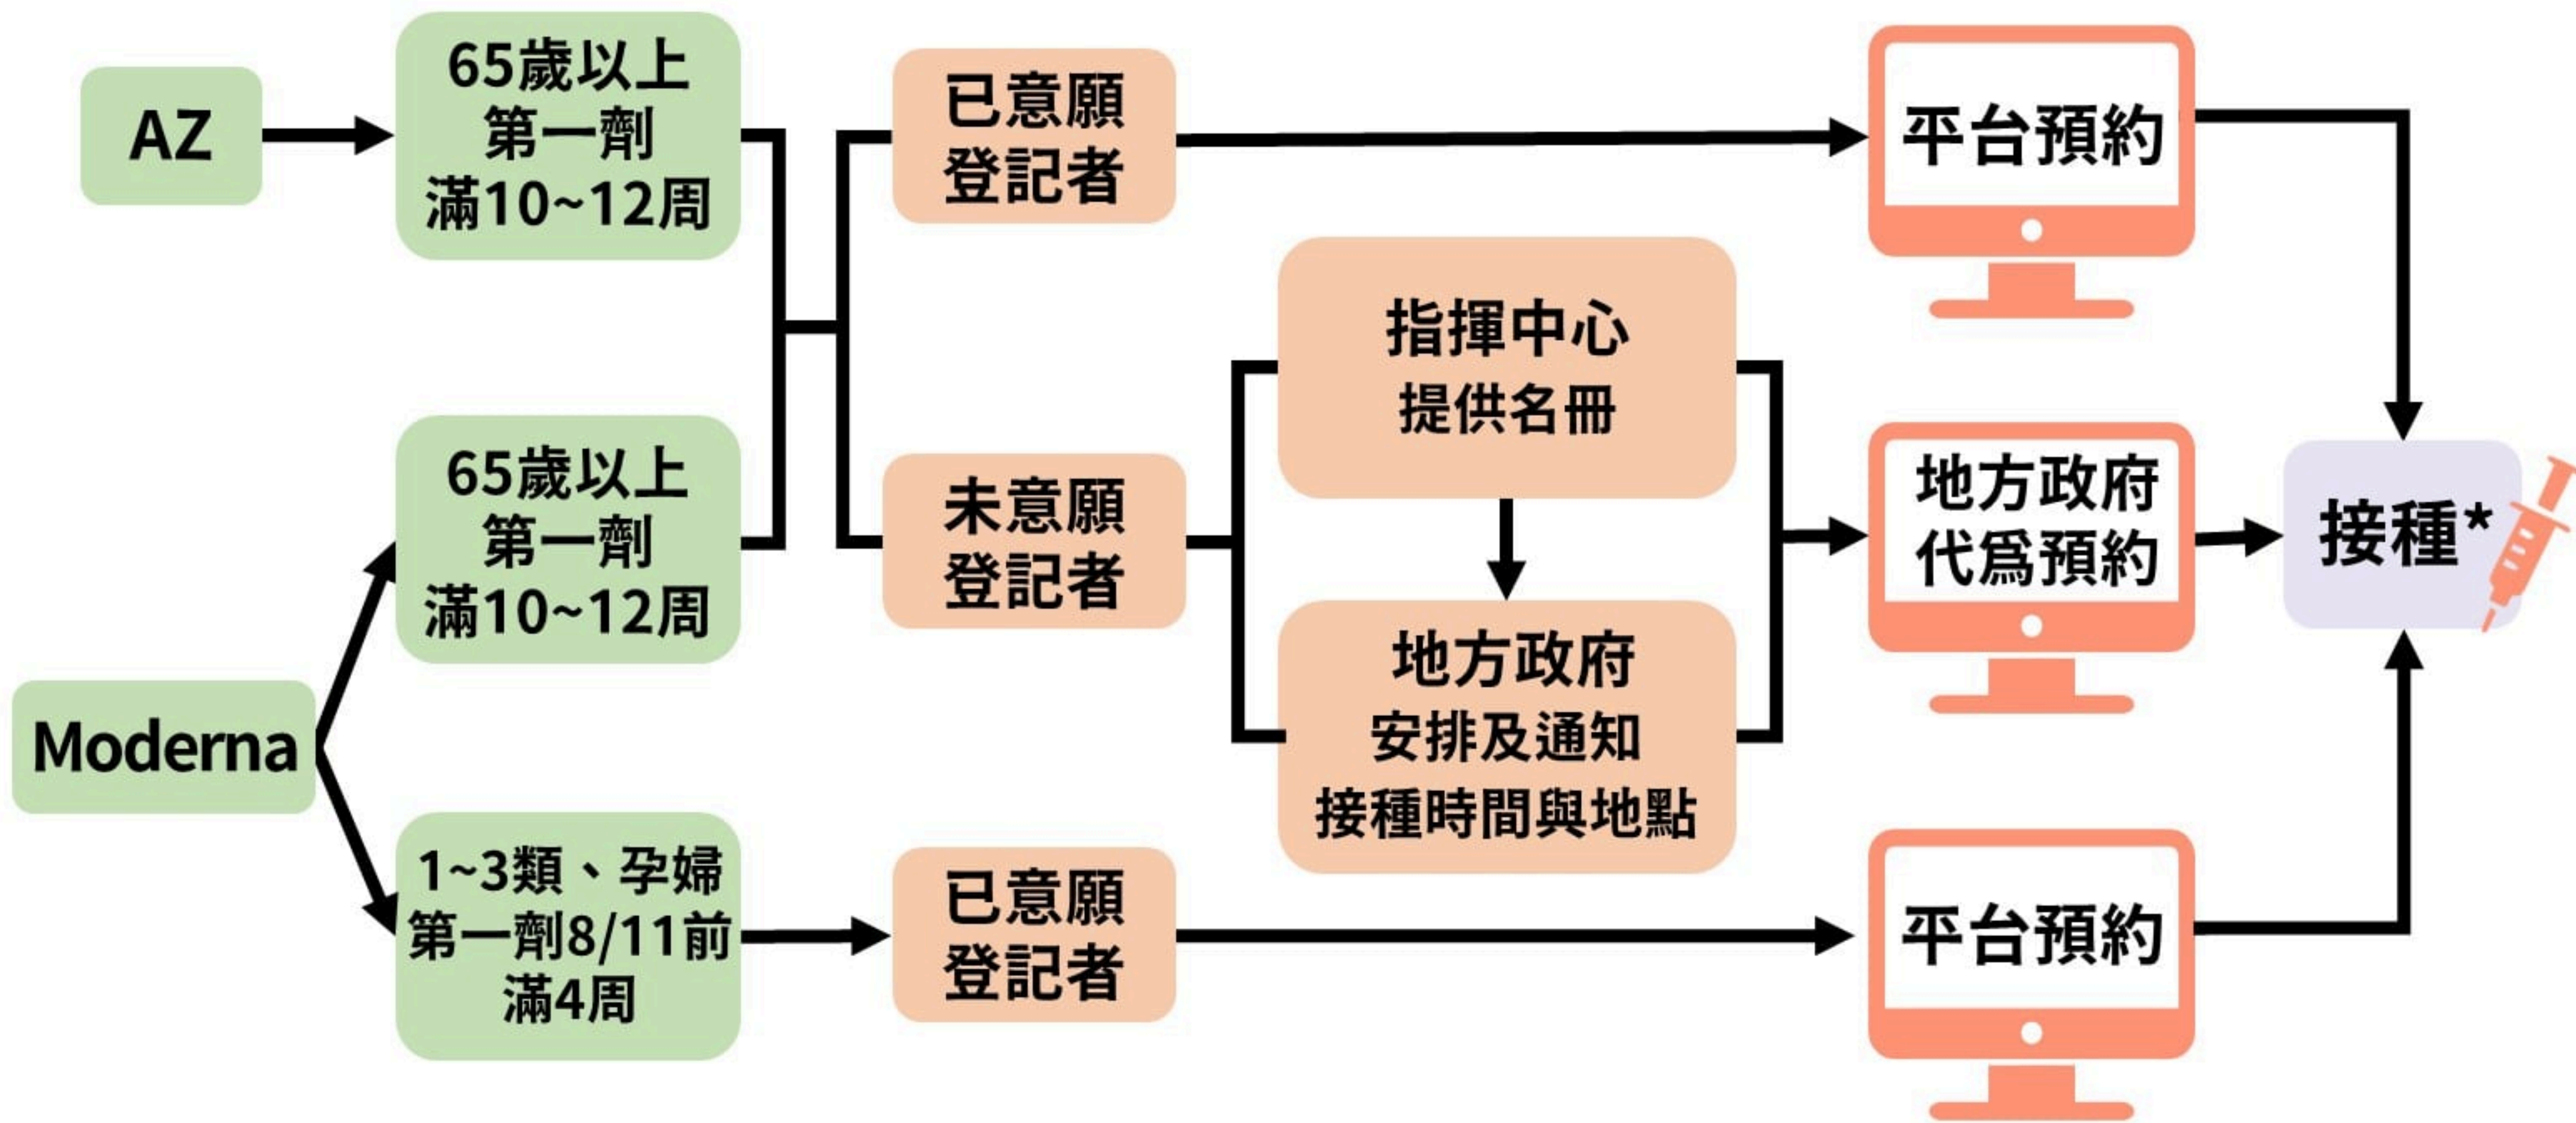 AZ
65歲以上
第一劑
滿10~12周
已意願
登記者
平台預約
指揮中心
提供名冊
65歲以上
第一劑
滿10~12周
未意願
登記者
地方政府
代爲預約
接種*
地方政府
安排及通知
接種時間與地點
Moderna
1~3類、孕婦
第一劑8/11前
滿4周
已意願
登記者
平台預約